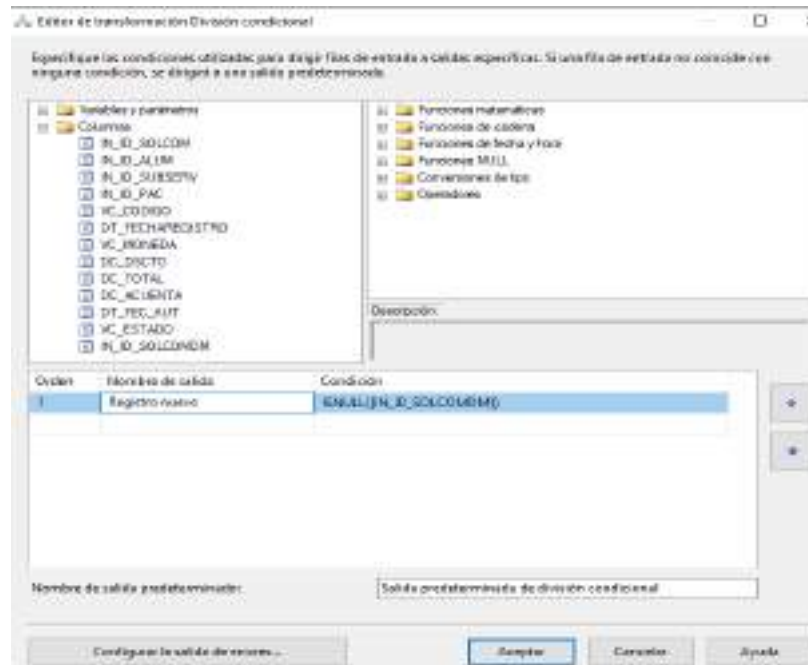 Editor de transformación División condicional
Especifique las condiciones utilizadas para dirigir filas de entrada a salidas específicas. Si una fila de entrada no coincide con
ninguna condición, se dirigirá a una salida predeterminada.
Variables y parámetros
Columnas
IN_ID_SOLCOM
IN_ID_ALUM
IN_ID_SUBSERV
IN_ID_PAC
VC_CODIGO
DT_FECHAREGISTRO
VC_MONEDA
DC_DSCTO
DC_TOTAL
DC_ACUENTA
DT_FEC_AUT
VC_ESTADO
IN_ID_SOLCOMDM
Funciones matemáticas
Funciones de cadena
Funciones de fecha y hora
Funciones NULL
Conversiones de tipo
Operadores
Descripción:
Orden Nombre de salida Condición
1 Registro nuevo ISNULL([IN_ID_SOLCOMDM])
Nombre de salida predeterminado: Salida predeterminada de división condicional
Configurar la salida de errores... Aceptar Cancelar Ayuda